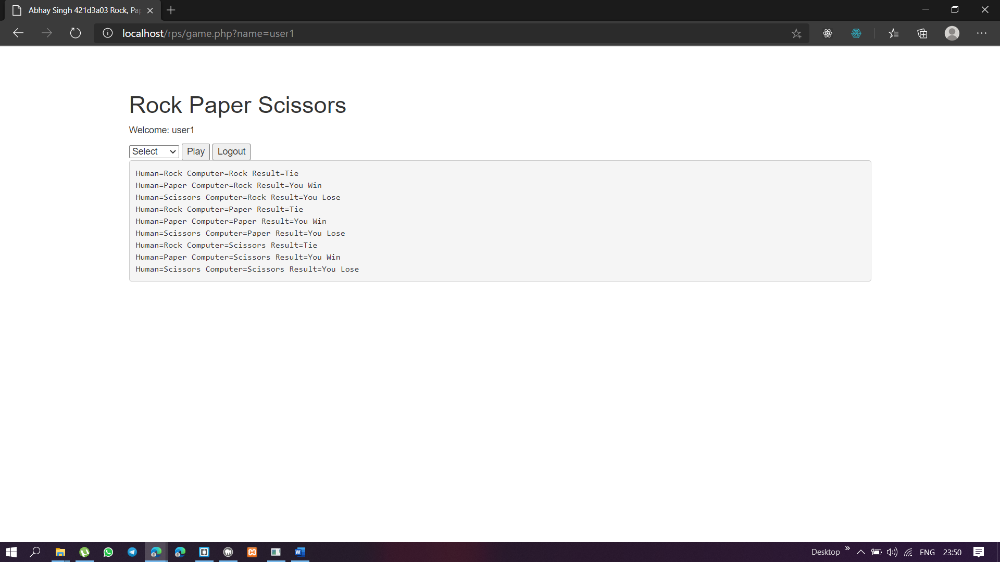 Abhay Singh 421d3a03 Rock, Pap
localhost/rps/game.php?name=user1
Rock Paper Scissors
Welcome: user1
Select Play Logout
Human=Rock Computer=Rock Result=Tie
Human=Paper Computer=Rock Result=You Win
Human=Scissors Computer=Rock Result=You Lose
Human=Rock Computer=Paper Result=Tie
Human=Paper Computer=Paper Result=You Win
Human=Scissors Computer=Paper Result=You Lose
Human=Rock Computer=Scissors Result=Tie
Human=Paper Computer=Scissors Result=You Win
Human=Scissors Computer=Scissors Result=You Lose
Desktop ENG 23:50